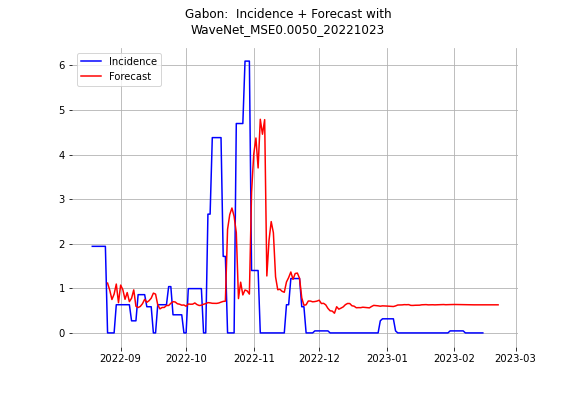 Gabon:  Incidence + Forecast with
WaveNet_MSE0.0050_20221023
Incidence
Forecast
6
5
4
3
2
1
0
2022-09 2022-10 2022-11 2022-12 2023-01 2023-02 2023-03